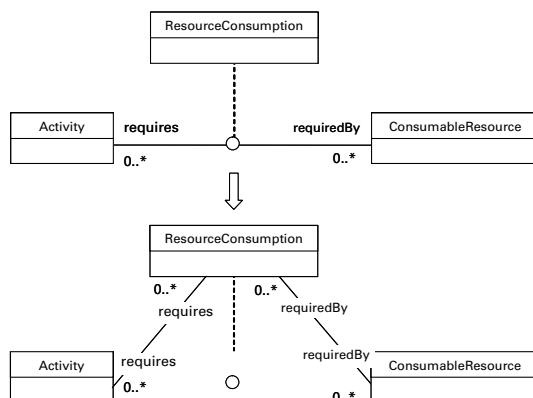 ResourceConsumption
Activity
requires
requiredBy
ConsumableResource
0..*
0..*
ResourceConsumption
0..*
0..*
requires
requiredBy
requires
requiredBy
Activity
ConsumableResource
0..*
0..*